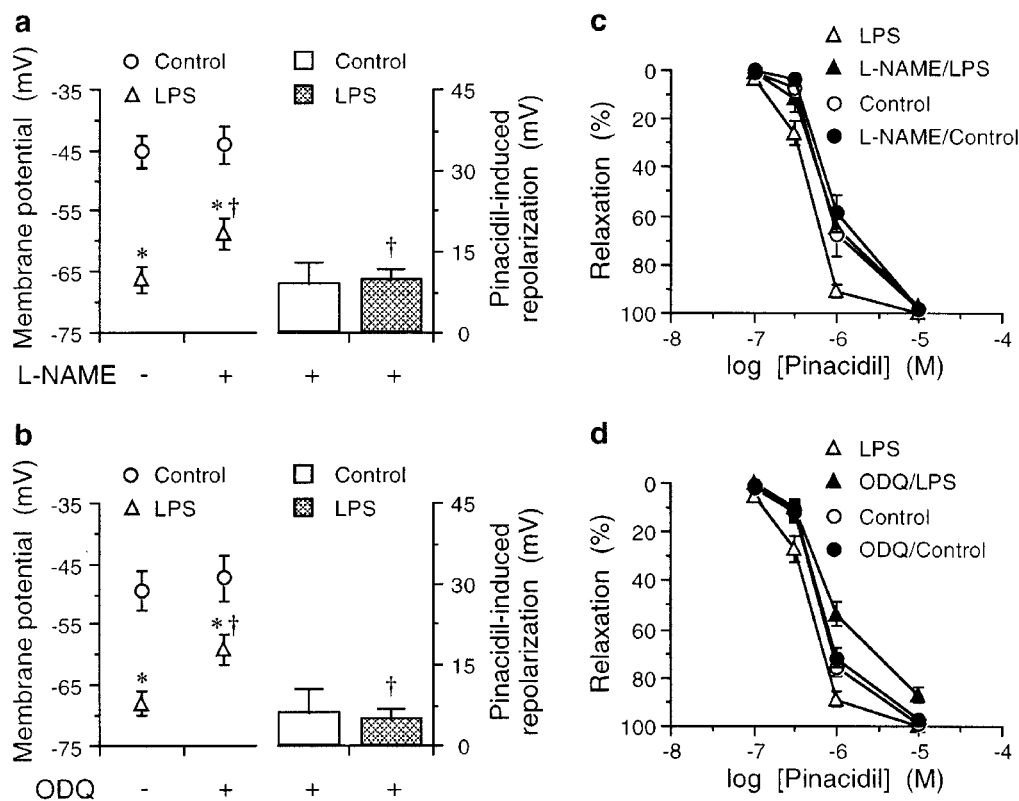 a
Control
LPS
Control
LPS
Membrane potential (mV)
-35
-45
-55
-65
-75
*
*†
†
45
30
15
0
Pinacidil-induced
repolarization (mV)
L-NAME - + + +
b
Control
LPS
Control
LPS
Membrane potential (mV)
-35
-45
-55
-65
-75
*
*†
†
45
30
15
0
Pinacidil-induced
repolarization (mV)
ODQ - + + +
c
LPS
L-NAME/LPS
Control
L-NAME/Control
Relaxation (%)
0
20
40
60
80
100
-8 -7 -6 -5 -4
log [Pinacidil] (M)
d
LPS
ODQ/LPS
Control
ODQ/Control
Relaxation (%)
0
20
40
60
80
100
-8 -7 -6 -5 -4
log [Pinacidil] (M)